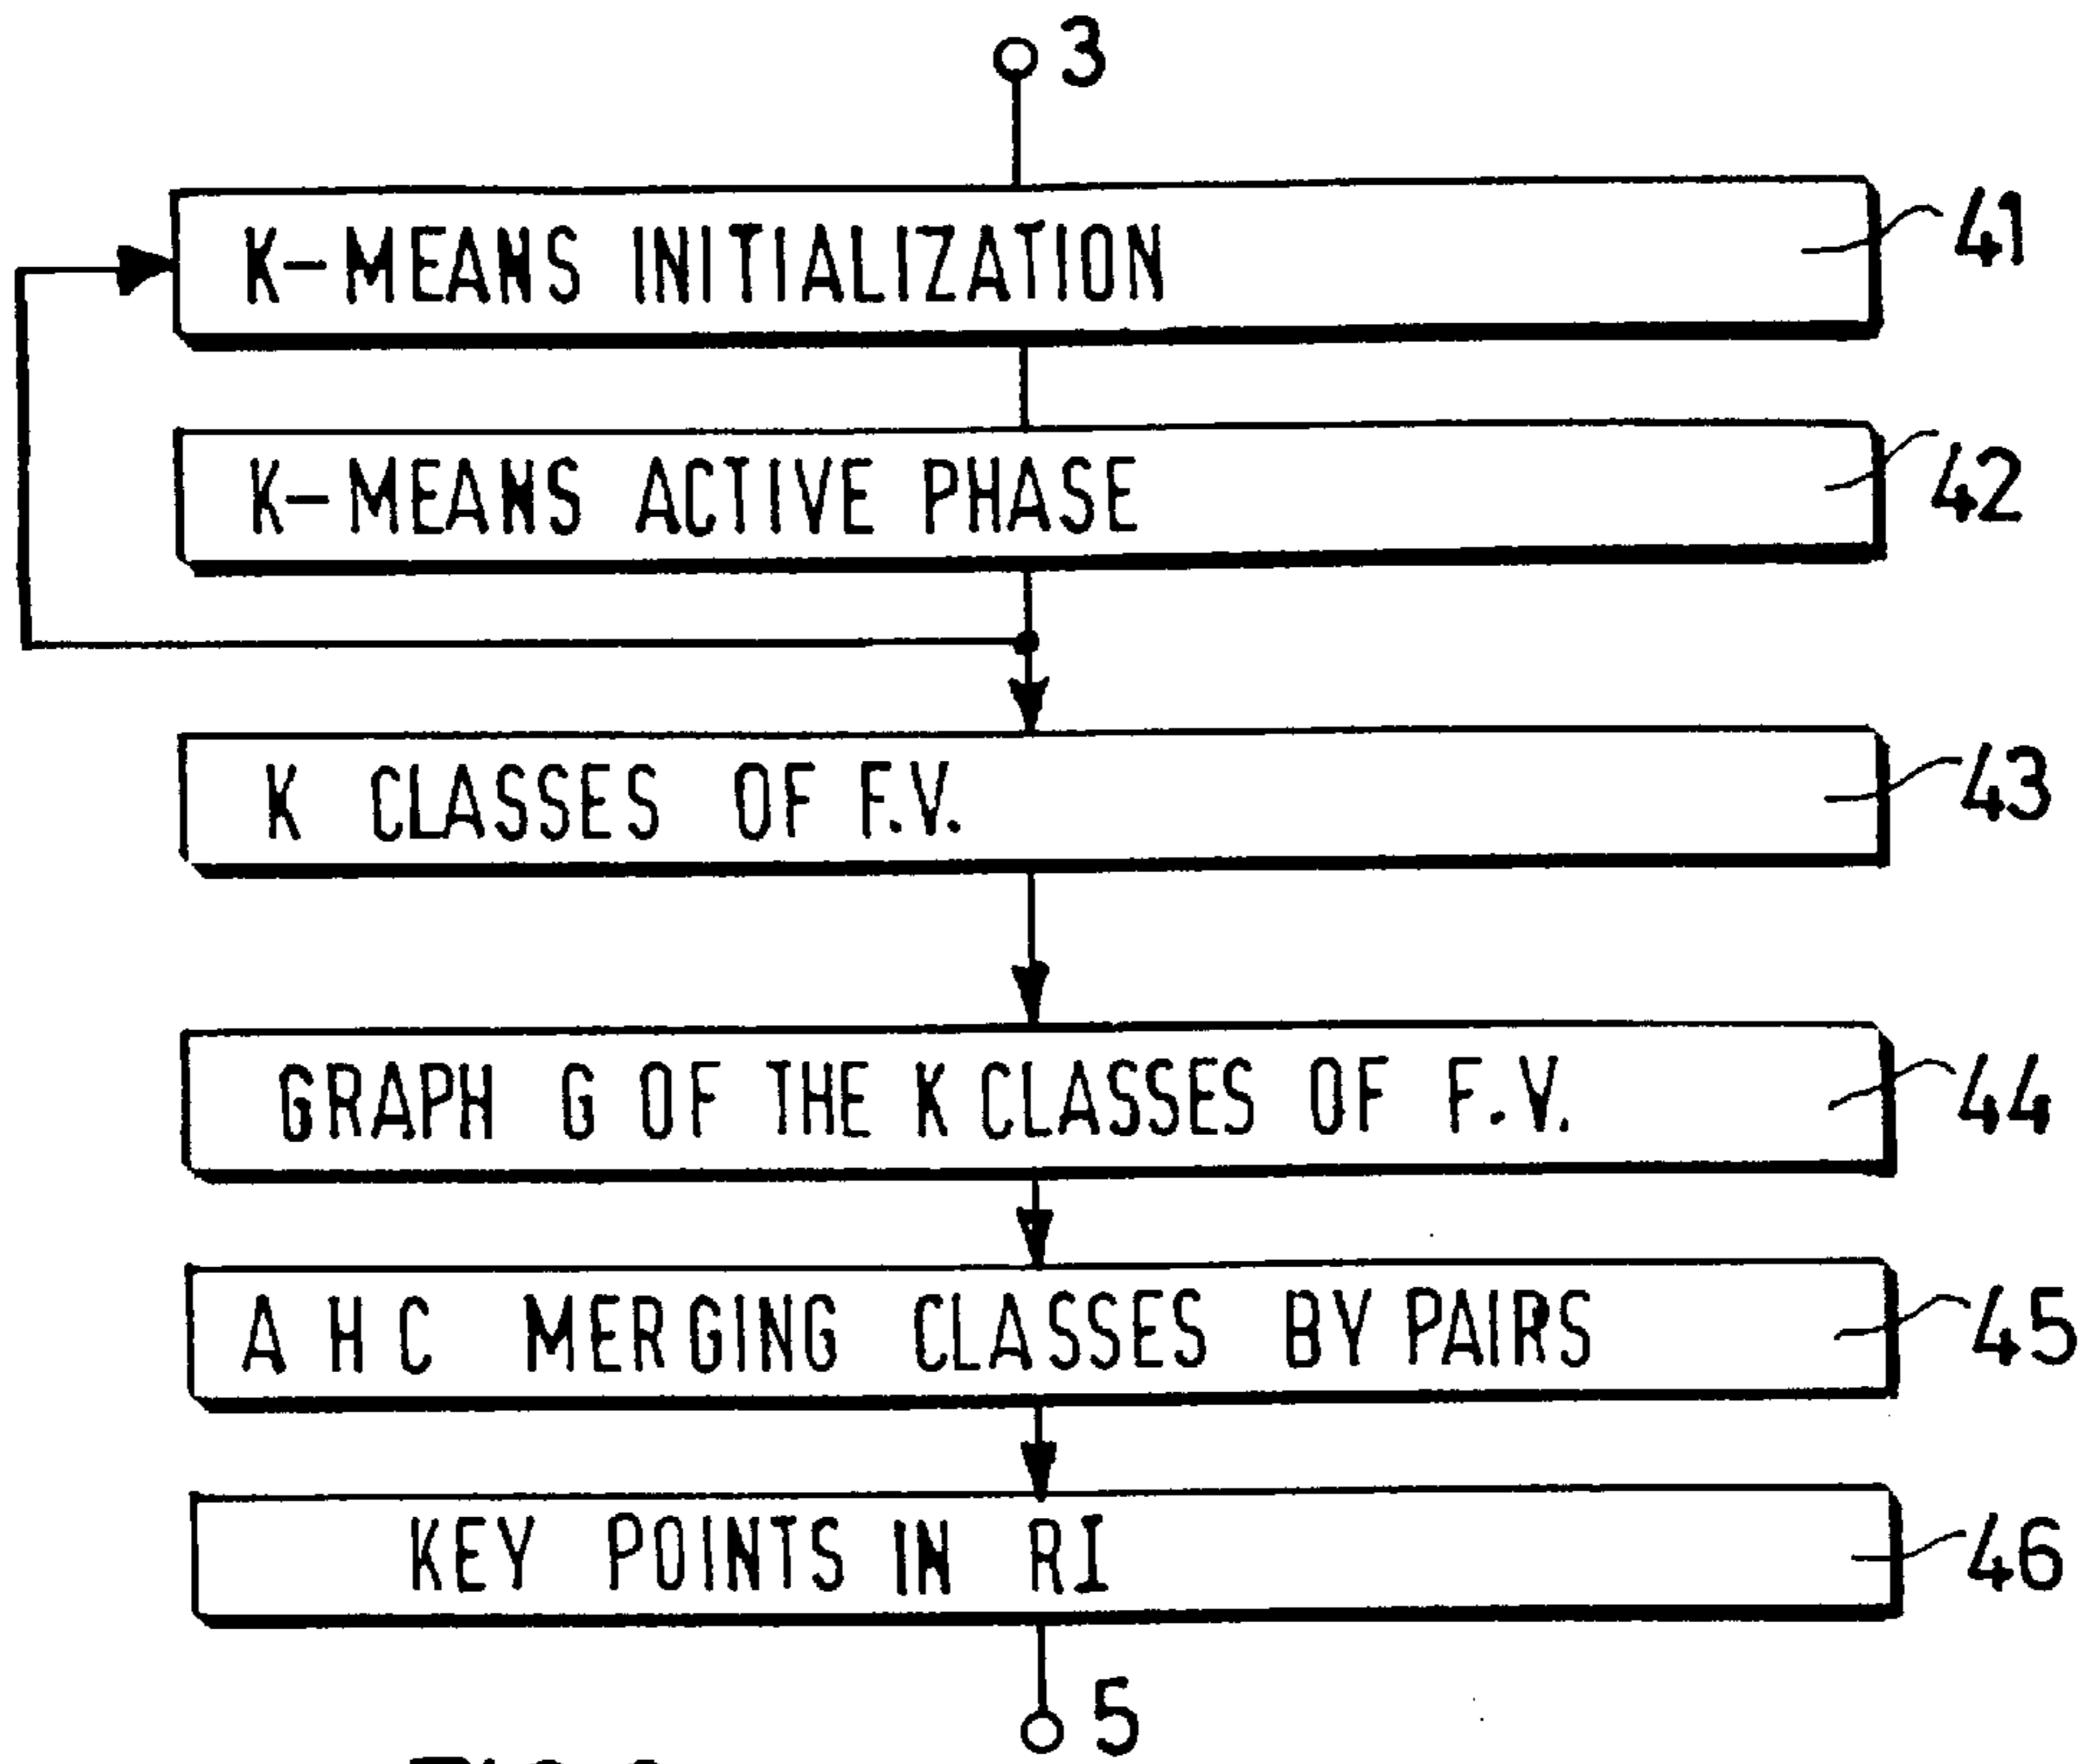 3
K-MEANS INITIALIZATION 41
K-MEANS ACTIVE PHASE 42
K CLASSES OF F.V. 43
GRAPH G OF THE K CLASSES OF F.V. 44
A H C MERGING CLASSES BY PAIRS 45
KEY POINTS IN RI 46
5